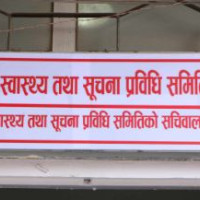 स्वास्थ्य तथा सूचना प्रविधि समिति
स्वास्थ्य तथा सूचना प्रविधि समितिको सचिवाल